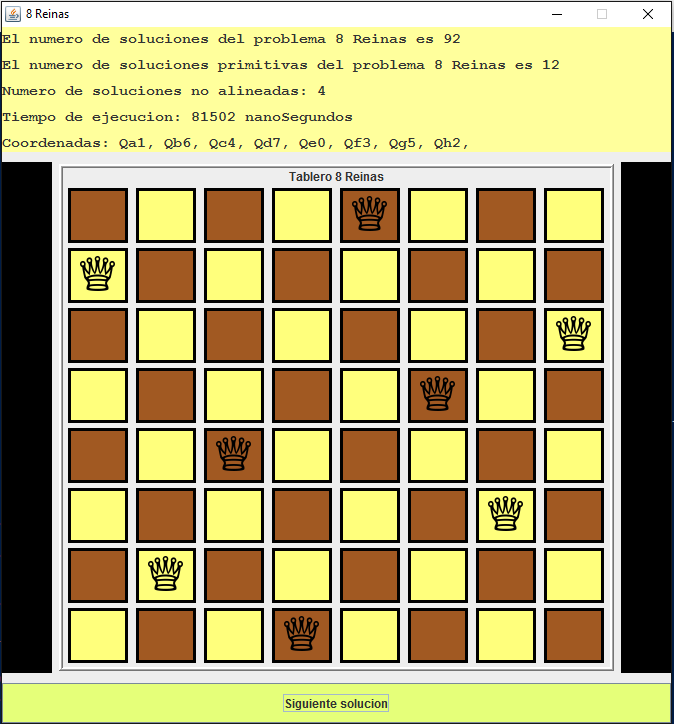 8 Reinas
El numero de soluciones del problema 8 Reinas es 92
El numero de soluciones primitivas del problema 8 Reinas es 12
Numero de soluciones no alineadas: 4
Tiempo de ejecucion: 81502 nanoSegundos
Coordenadas: Qa1, Qb6, Qc4, Qd7, Qe0, Qf3, Qg5, Qh2,
Tablero 8 Reinas
Siguiente solucion